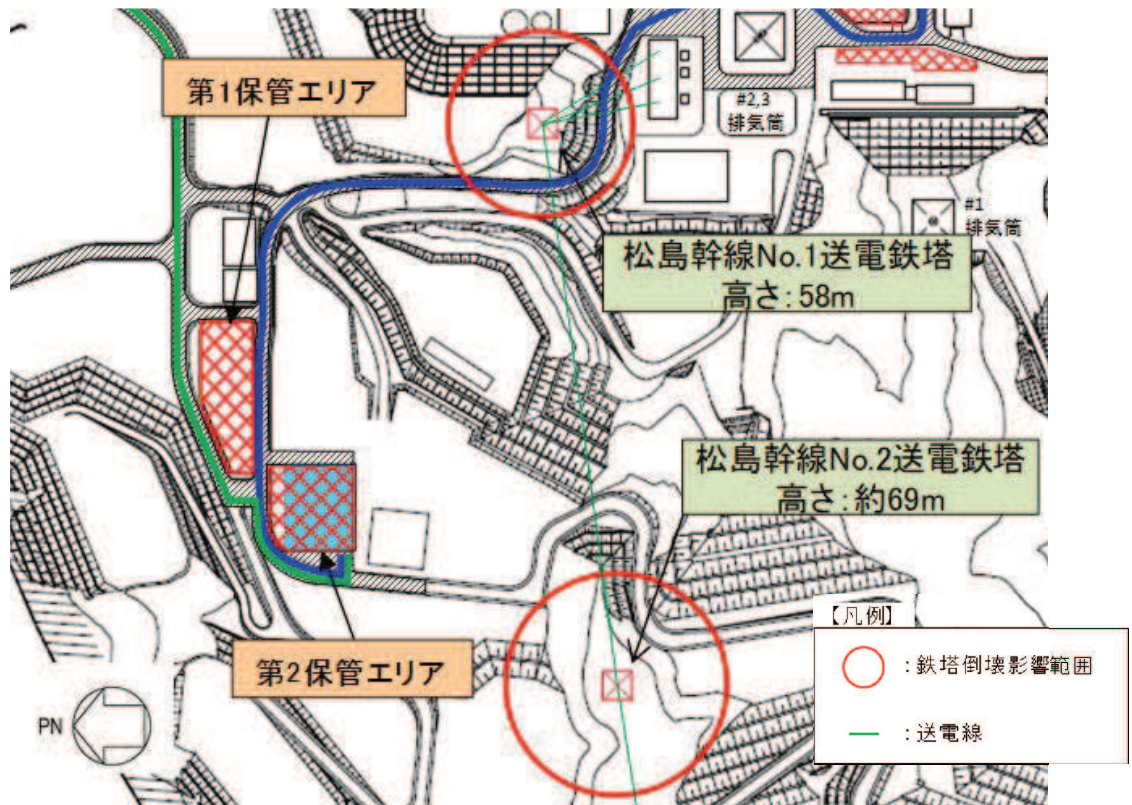 第1保管エリア
#2,3
排気筒
#1
排気筒
松島幹線No.1送電鉄塔
高さ:58m
松島幹線No.2送電鉄塔
高さ:約69m
第2保管エリア
PN
【凡例】
:鉄塔倒壊影響範囲
:送電線